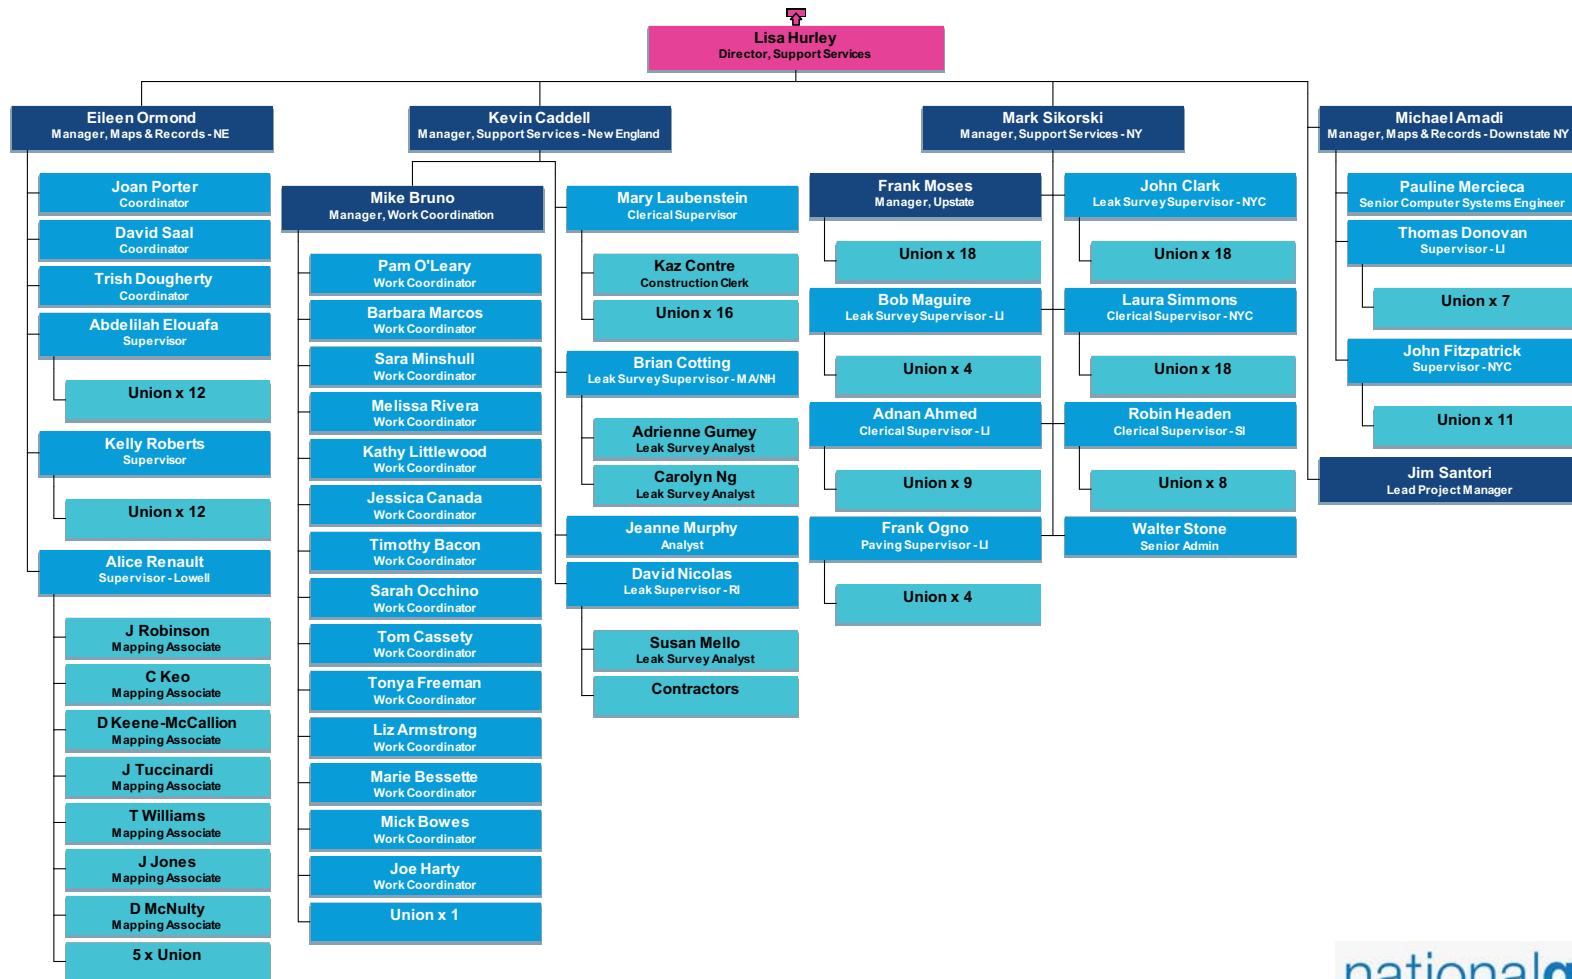 Lisa Hurley
Director, Support Services
Eileen Ormond
Manager, Maps & Records - NE
Joan Porter
Coordinator
David Saal
Coordinator
Trish Dougherty
Coordinator
Abdelilah Elouafa
Supervisor
Union x 12
Kelly Roberts
Supervisor
Union x 12
Alice Renault
Supervisor - Lowell
J Robinson
Mapping Associate
C Keo
Mapping Associate
D Keene-McCallion
Mapping Associate
J Tuccinardi
Mapping Associate
T Williams
Mapping Associate
J Jones
Mapping Associate
D McNulty
Mapping Associate
5 x Union
Kevin Caddell
Manager, Support Services - New England
Mike Bruno
Manager, Work Coordination
Pam O'Leary
Work Coordinator
Barbara Marcos
Work Coordinator
Sara Minshull
Work Coordinator
Melissa Rivera
Work Coordinator
Kathy Littlewood
Work Coordinator
Jessica Canada
Work Coordinator
Timothy Bacon
Work Coordinator
Sarah Occhino
Work Coordinator
Tom Cassety
Work Coordinator
Tonya Freeman
Work Coordinator
Liz Armstrong
Work Coordinator
Marie Bessette
Work Coordinator
Mick Bowes
Work Coordinator
Joe Harty
Work Coordinator
Union x 1
Mary Laubenstein
Clerical Supervisor
Kaz Contre
Construction Clerk
Union x 16
Brian Cotting
Leak Survey Supervisor - MA/NH
Adrienne Gurney
Leak Survey Analyst
Carolyn Ng
Leak Survey Analyst
Jeanne Murphy
Analyst
David Nicolas
Leak Supervisor - RI
Susan Mello
Leak Survey Analyst
Contractors
Mark Sikorski
Manager, Support Services - NY
Frank Moses
Manager, Upstate
Union x 18
John Clark
Leak Survey Supervisor - NYC
Union x 18
Bob Maguire
Leak Survey Supervisor - LI
Union x 4
Laura Simmons
Clerical Supervisor - NYC
Union x 18
Adnan Ahmed
Clerical Supervisor - LI
Union x 9
Robin Headen
Clerical Supervisor - SI
Union x 8
Frank Ogno
Paving Supervisor - LI
Union x 4
Walter Stone
Senior Admin
Michael Amadi
Manager, Maps & Records - Downstate NY
Pauline Mercieca
Senior Computer Systems Engineer
Thomas Donovan
Supervisor - LI
Union x 7
John Fitzpatrick
Supervisor - NYC
Union x 11
Jim Santori
Lead Project Manager
national